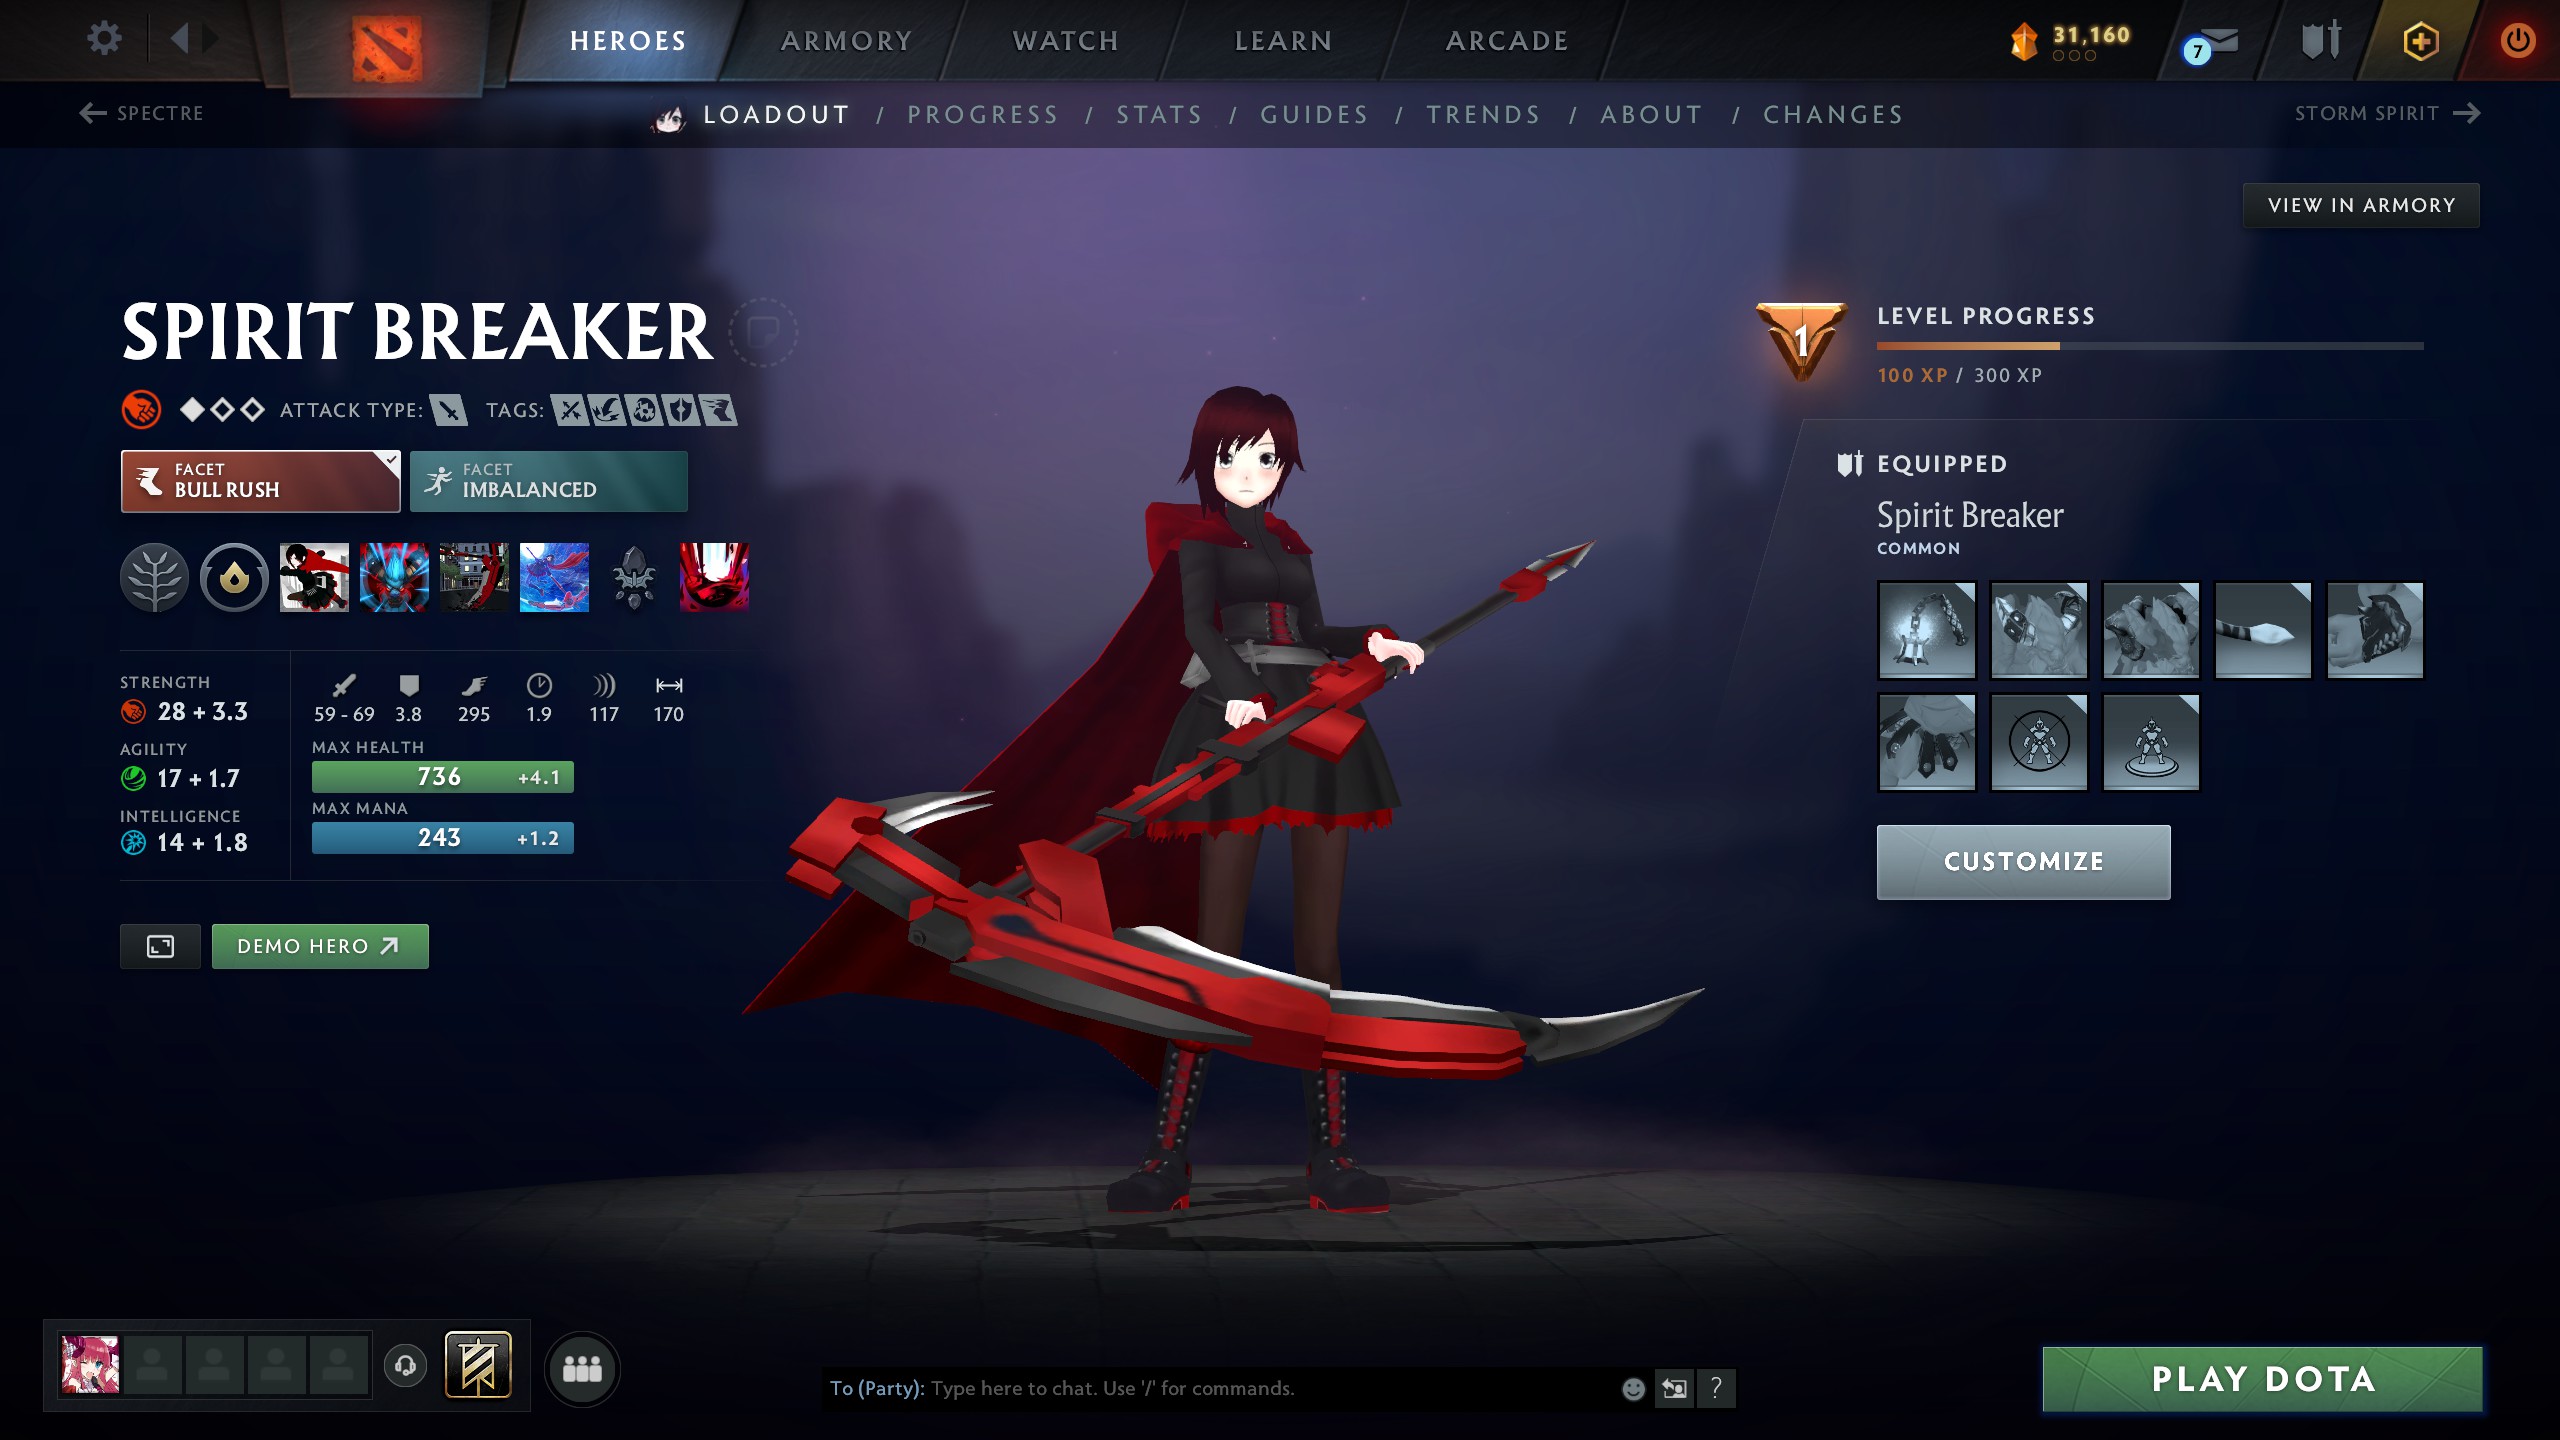 HEROES
ARMORY
WATCH
LEARN
ARCADE
31,160
7
SPECTRE
LOADOUT / PROGRESS / STATS / GUIDES / TRENDS / ABOUT / CHANGES
STORM SPIRIT
VIEW IN ARMORY
SPIRIT BREAKER
ATTACK TYPE:
TAGS:
FACET
BULL RUSH
FACET
IMBALANCED
STRENGTH
28 + 3.3
AGILITY
17 + 1.7
INTELLIGENCE
14 + 1.8
59 - 69
3.8
295
1.9
117
170
MAX HEALTH
736
+4.1
MAX MANA
243
+1.2
DEMO HERO
1
LEVEL PROGRESS
100 XP / 300 XP
EQUIPPED
Spirit Breaker
COMMON
CUSTOMIZE
To (Party): Type here to chat. Use '/' for commands.
?
PLAY DOTA